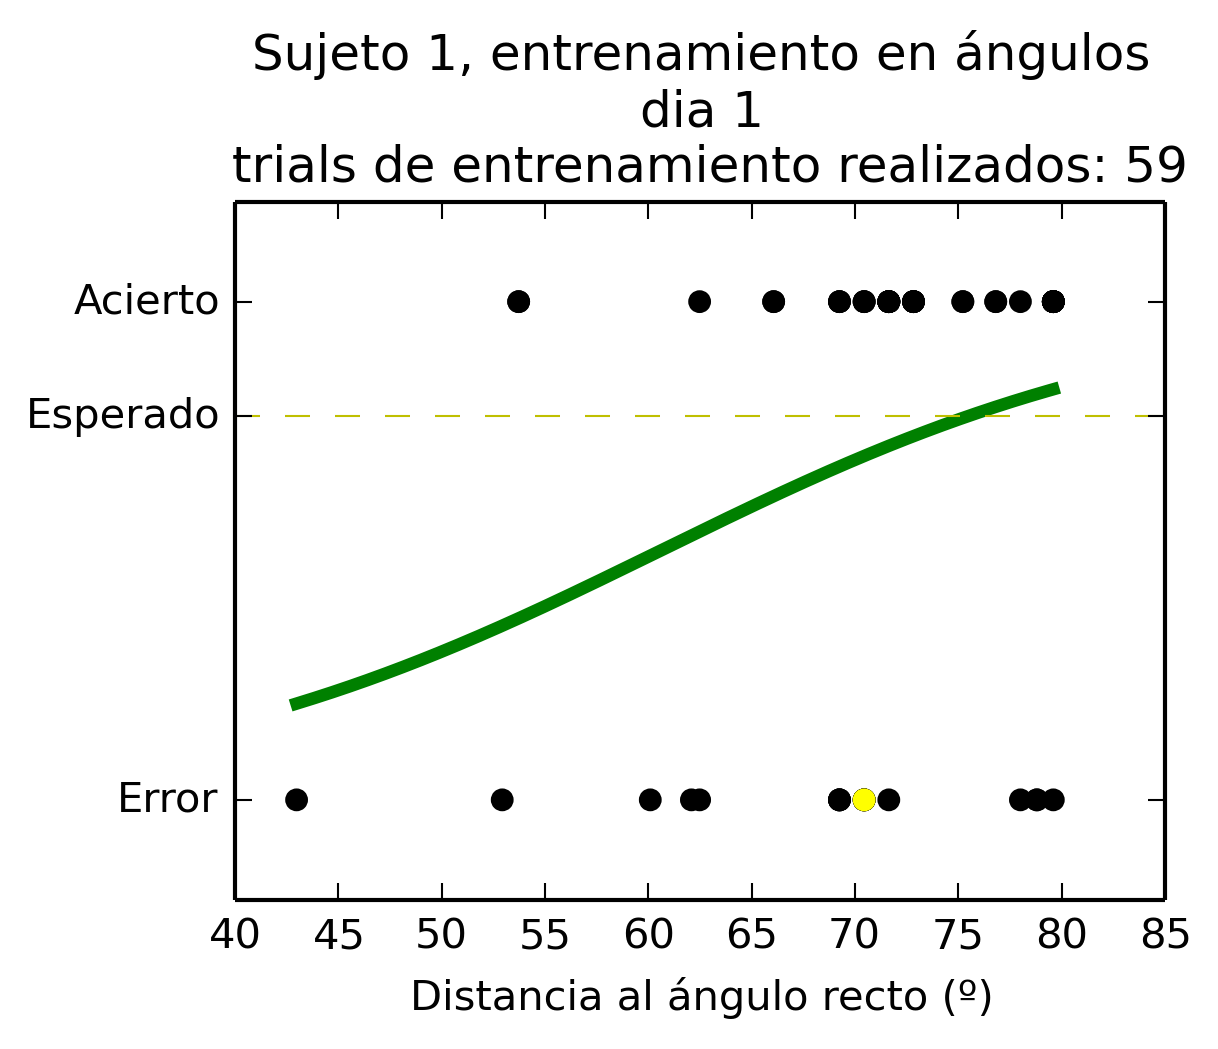 Sujeto 1, entrenamiento en ángulos
dia 1
trials de entrenamiento realizados: 59
Acierto
Esperado
Error
40 45 50 55 60 65 70 75 80 85
Distancia al ángulo recto (º)